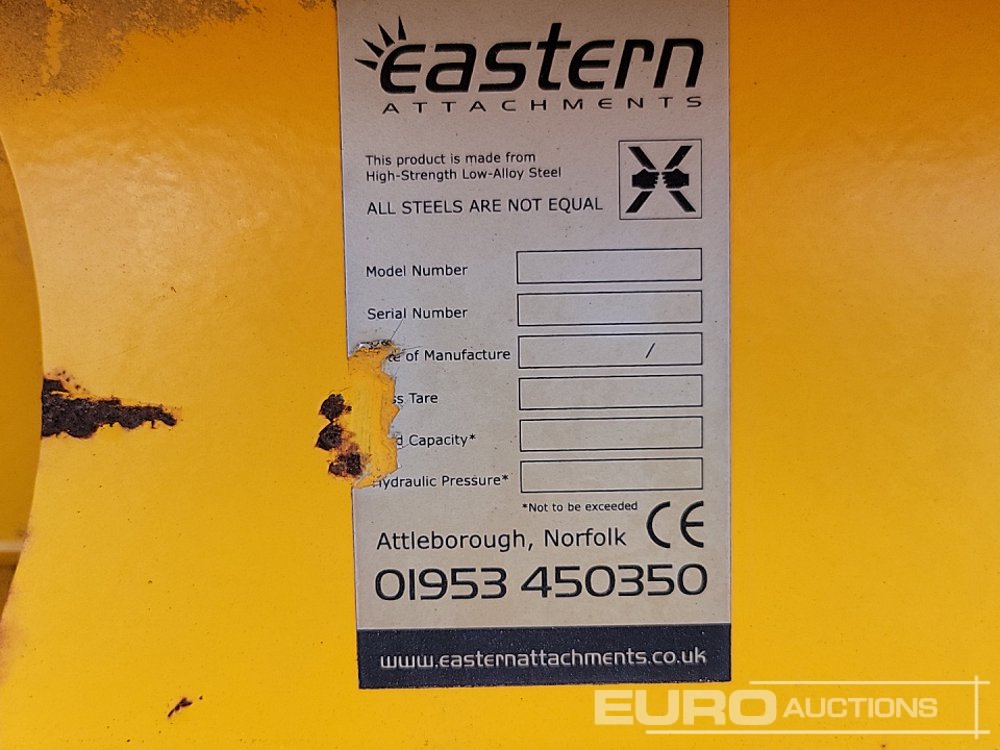 eastern
ATTACHMENTS
This product is made from
High-Strength Low-Alloy Steel
ALL STEELS ARE NOT EQUAL
Model Number
Serial Number
of Manufacture
/
Tare
Capacity*
Hydraulic Pressure*
*Not to be exceeded
CE
Attleborough, Norfolk
01953 450350
www.easternattachments.co.uk
EURO AUCTIONS